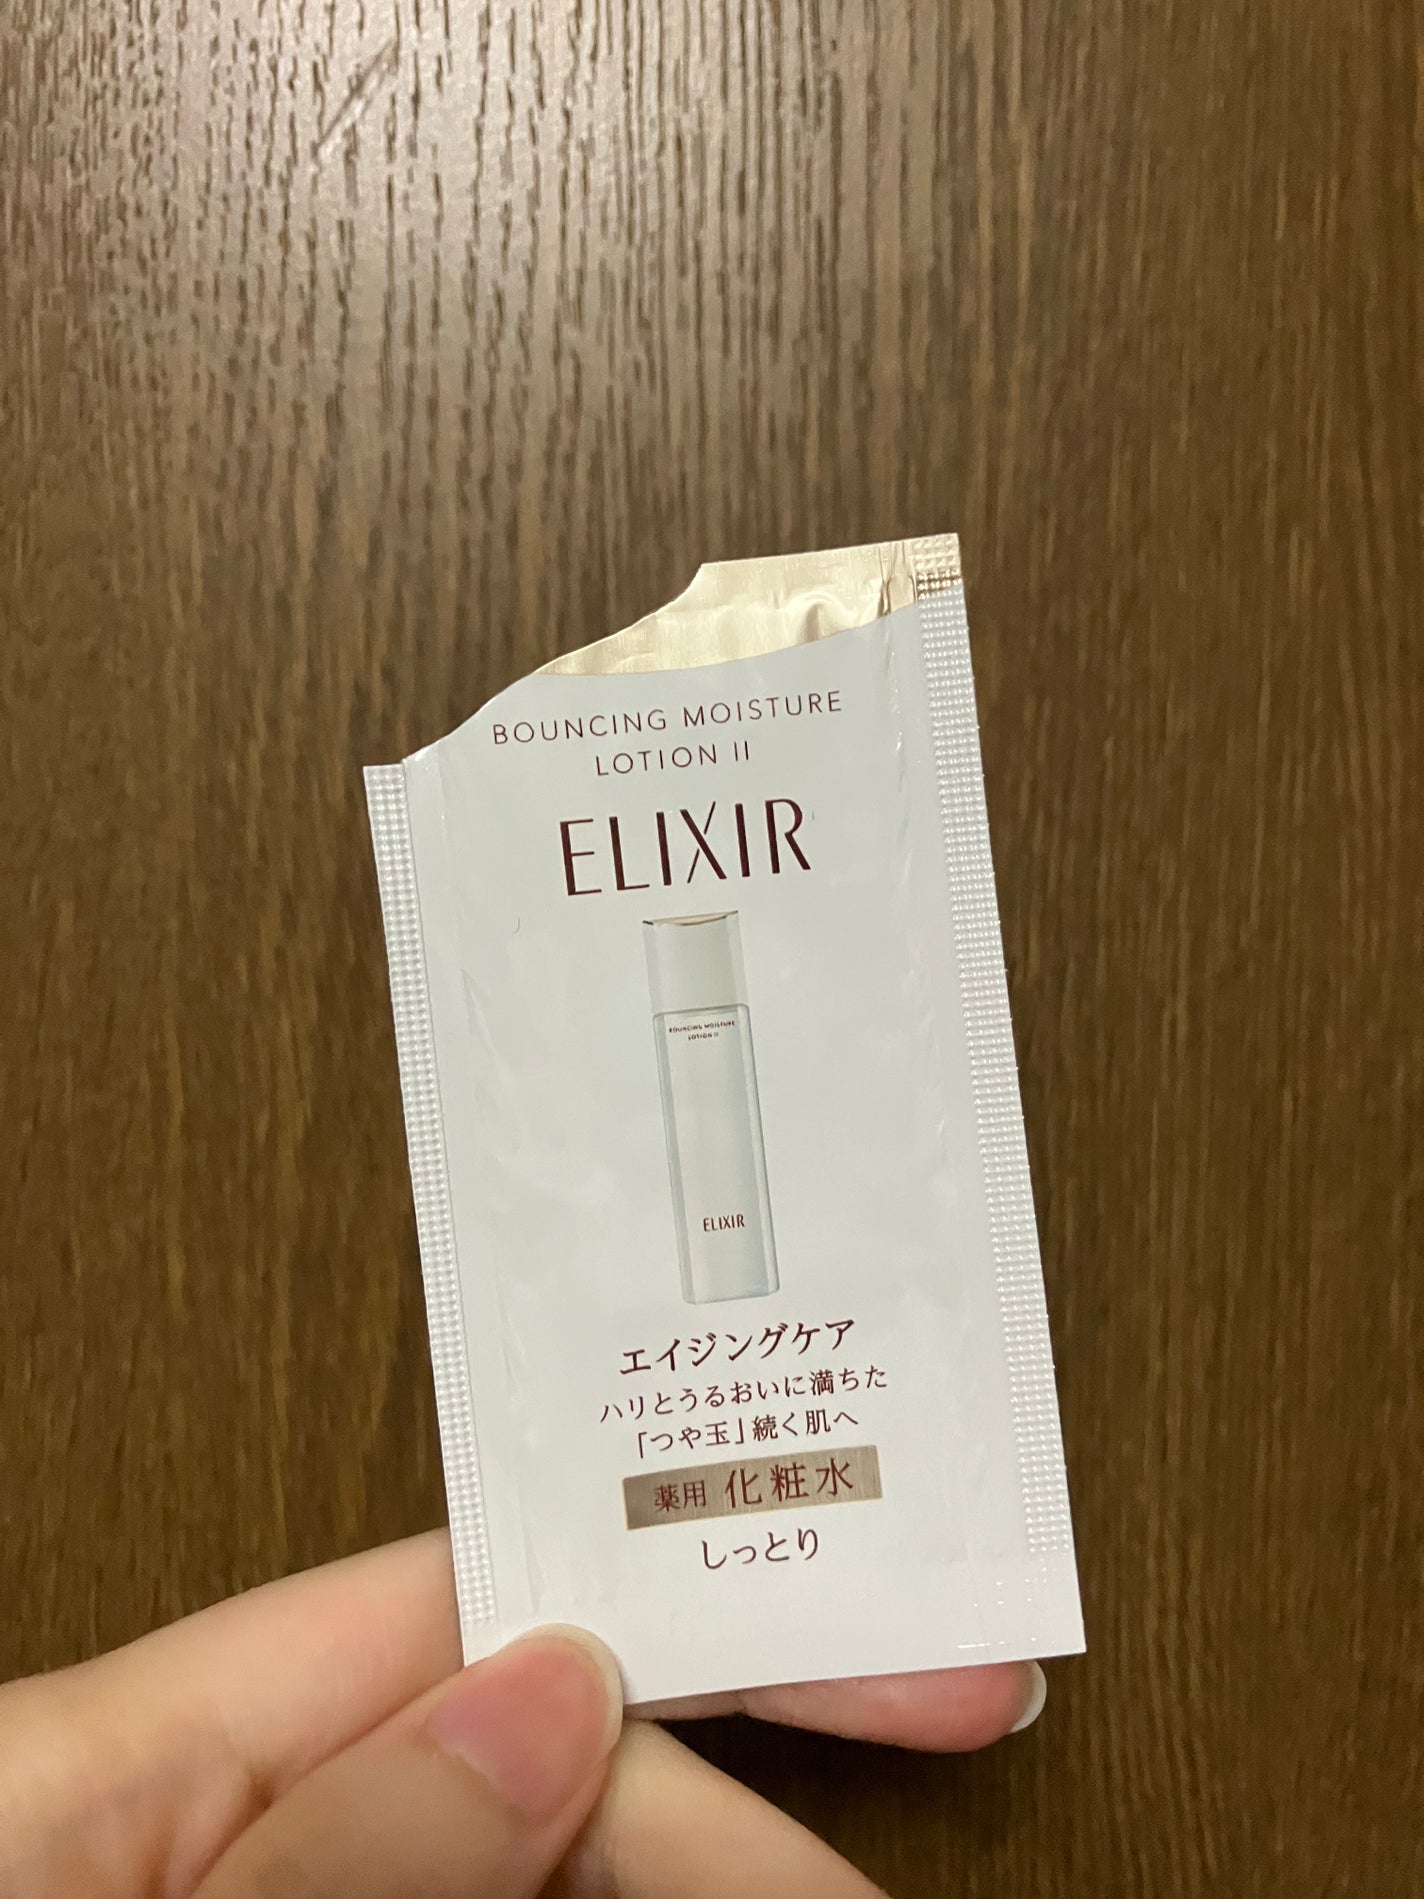 BOUNCING MOISTURE
LOTION II
ELIXIR
BOUNCING MOISTURE
LOTION II
ELIXIR
エイジングケア
ハリとうるおいに満ちた
「つや玉」続く肌へ
薬用 化粧水
しっとり